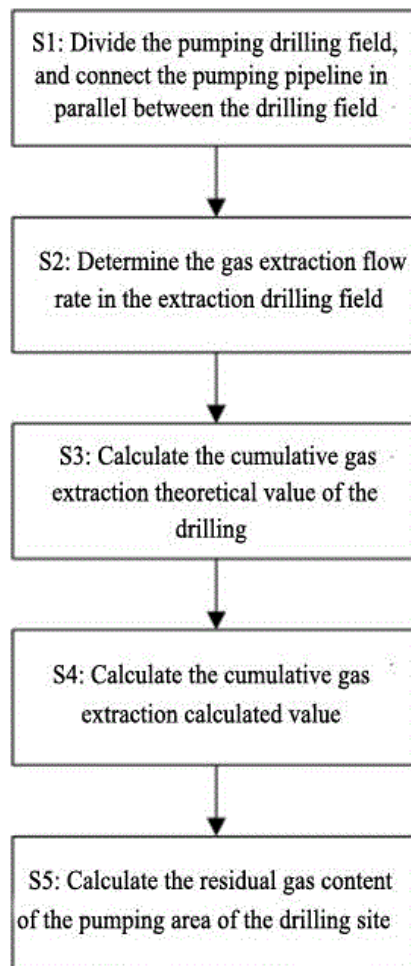 S1: Divide the pumping drilling field,
and connect the pumping pipeline in
parallel between the drilling field
S2: Determine the gas extraction flow
rate in the extraction drilling field
S3: Calculate the cumulative gas
extraction theoretical value of the
drilling
S4: Calculate the cumulative gas
extraction calculated value
S5: Calculate the residual gas content
of the pumping area of the drilling site